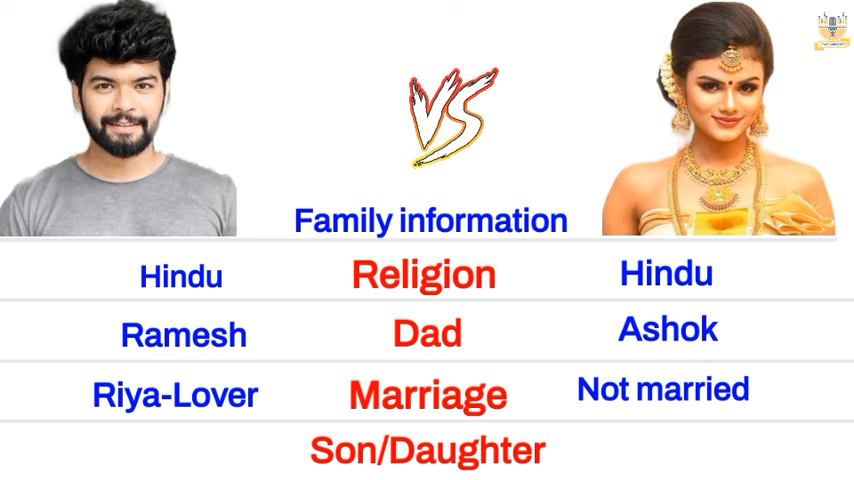 VS
Family information
Hindu Religion Hindu
Ramesh Dad Ashok
Riya-Lover Marriage Not married
Son/Daughter